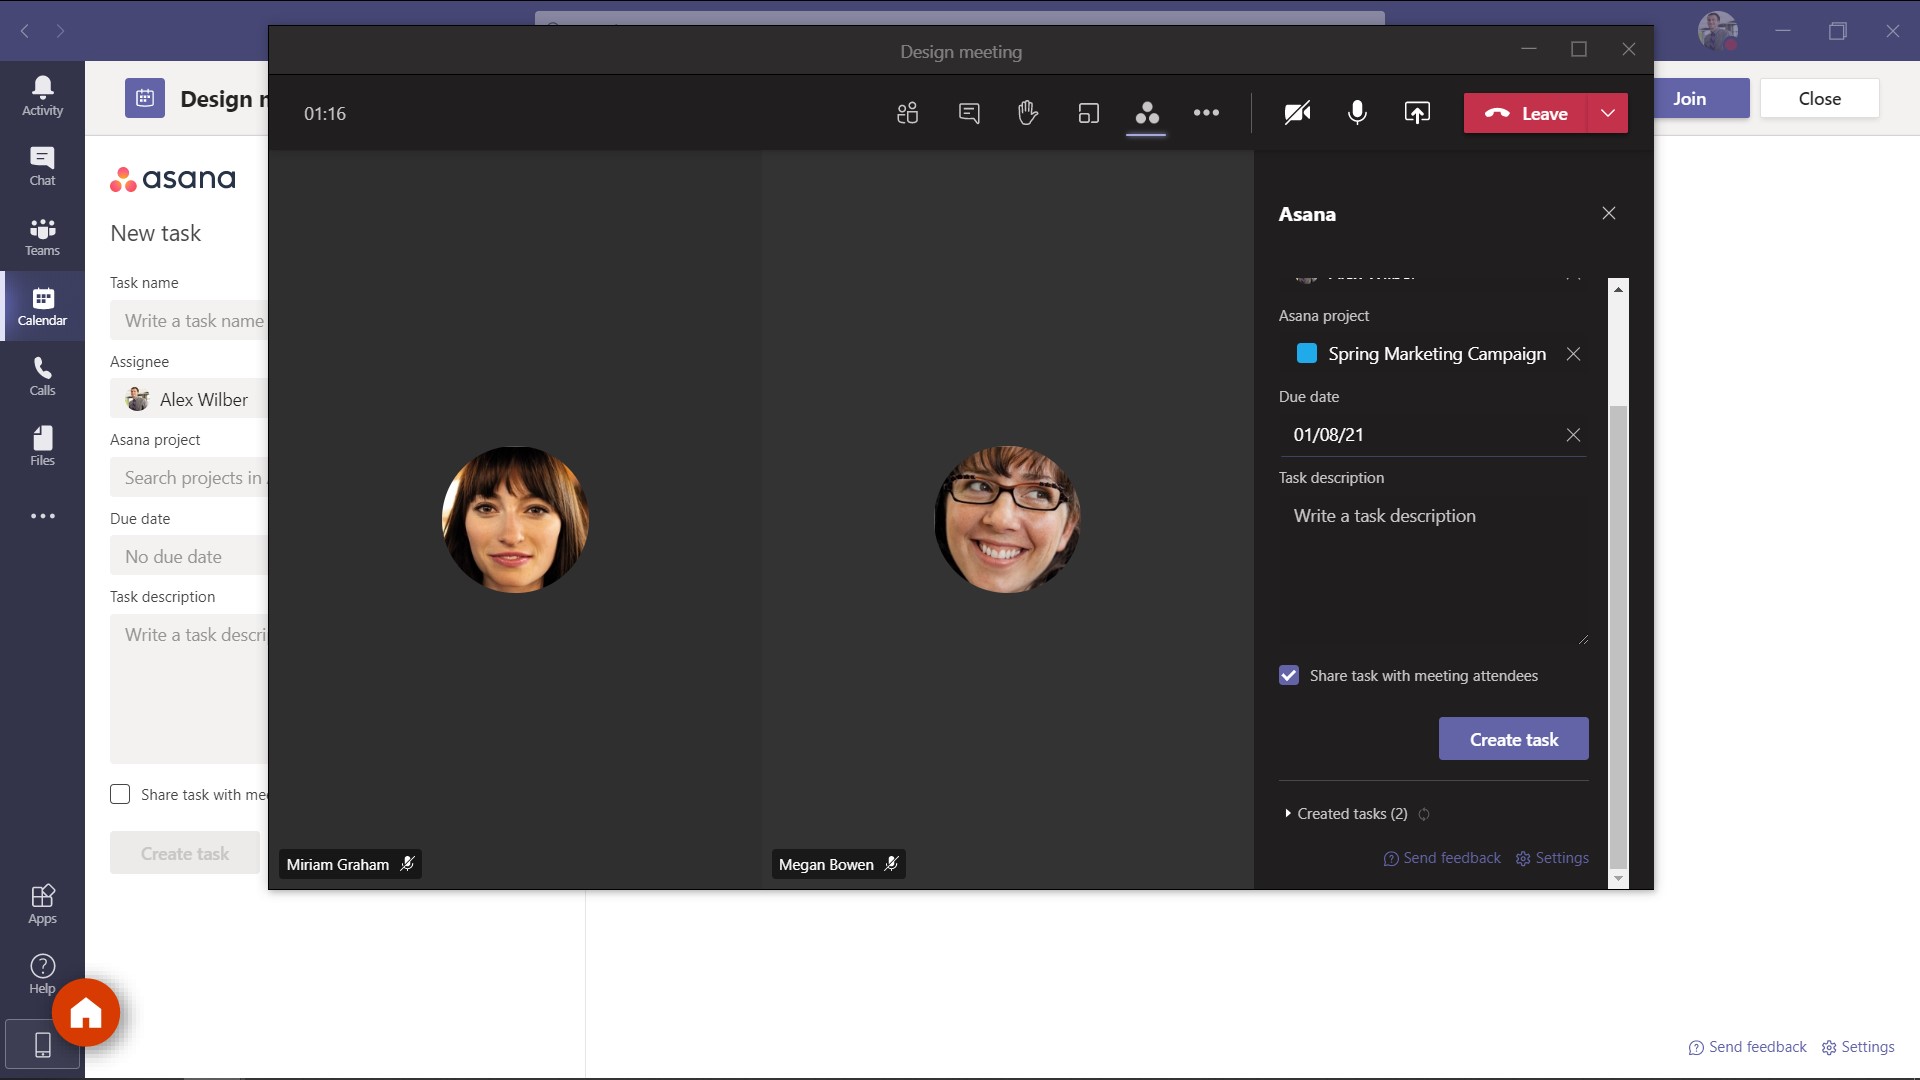 Design meeting
Activity
Chat
Teams
Calendar
Calls
Files
Apps
Help
Design
Join
Close
asana
New task
Task name
Write a task name
Assignee
Alex Wilber
Asana project
Search projects in
Due date
No due date
Task description
Write a task descri
Share task with mee
Create task
01:16
Leave
Miriam Graham
Megan Bowen
Asana
Alex Wilber
Asana project
Spring Marketing Campaign
Due date
01/08/21
Task description
Write a task description
Share task with meeting attendees
Create task
Created tasks (2)
Send feedback
Settings
Send feedback
Settings